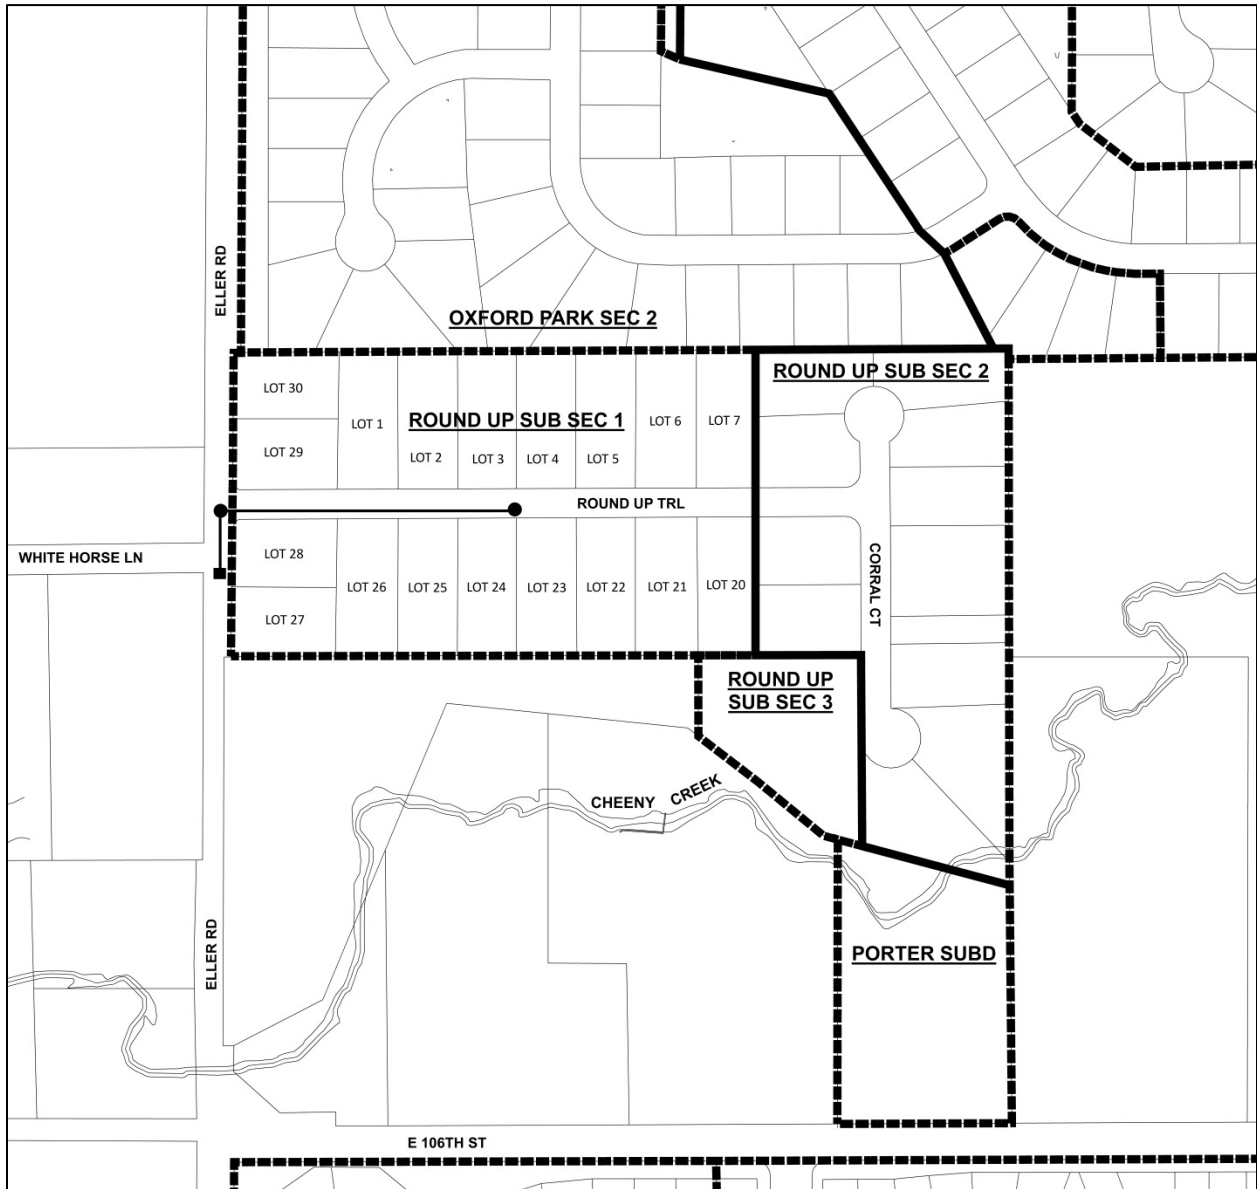 ELLER RD
OXFORD PARK SEC 2
ROUND UP SUB SEC 2
LOT 30
ROUND UP SUB SEC 1
LOT 1
LOT 6
LOT 7
LOT 29
LOT 2
LOT 3
LOT 4
LOT 5
ROUND UP TRL
WHITE HORSE LN
LOT 28
CORRAL CT
LOT 26
LOT 25
LOT 24
LOT 23
LOT 22
LOT 21
LOT 20
LOT 27
ROUND UP
SUB SEC 3
CHEENY CREEK
ELLER RD
PORTER SUBD
E 106TH ST